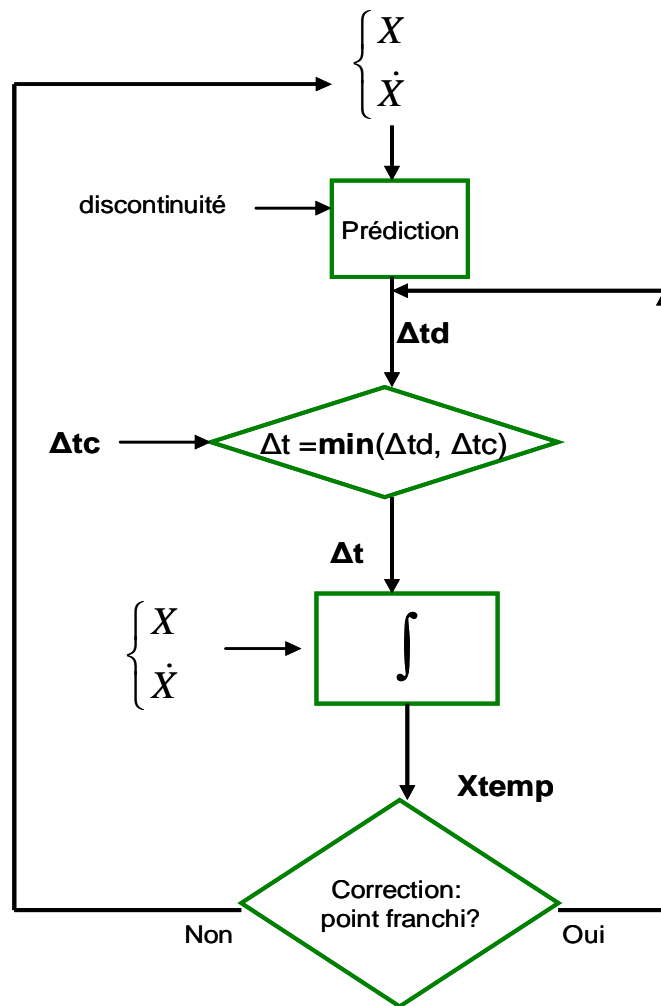 X
Ẋ
discontinuité
Prédiction
Δtd
Δtc
Δt =min(Δtd, Δtc)
Δt
X
Ẋ
∫
Xtemp
Correction:
point franchi?
Non
Oui